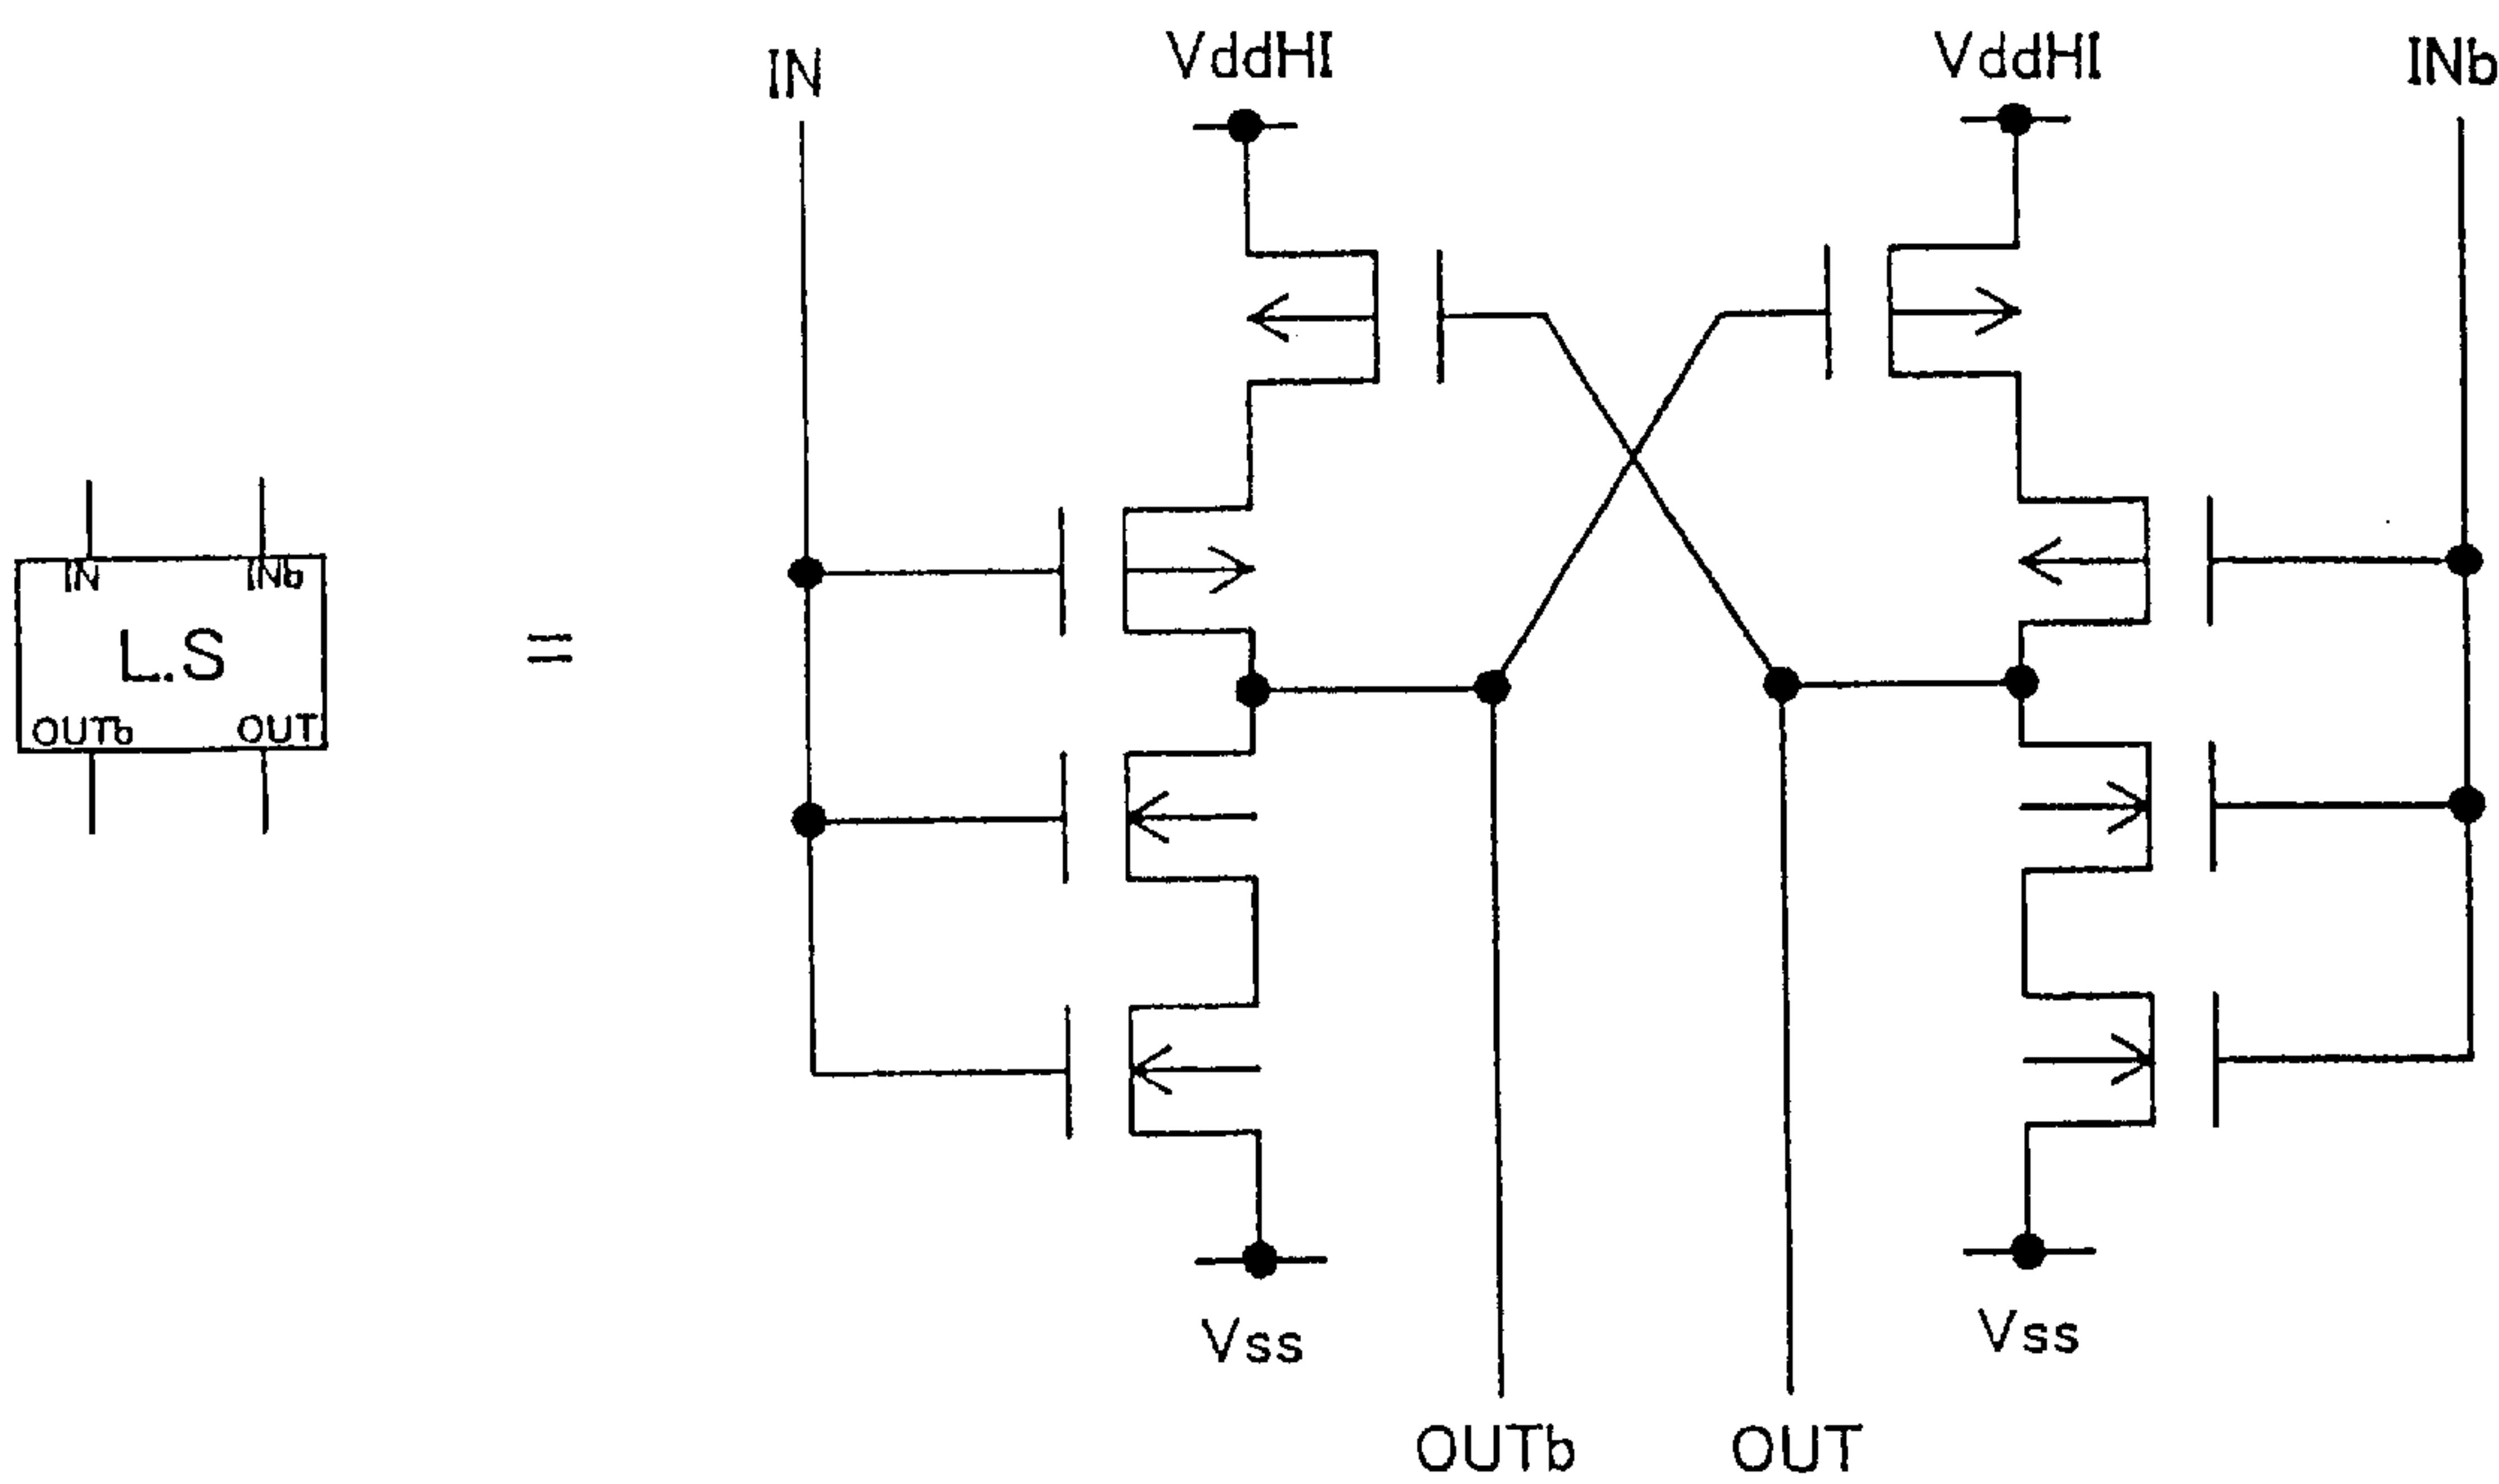 IN
VddHI
VddHI
INb
IN
INb
L.S
=
OUTb
OUT
Vss
Vss
OUTb
OUT